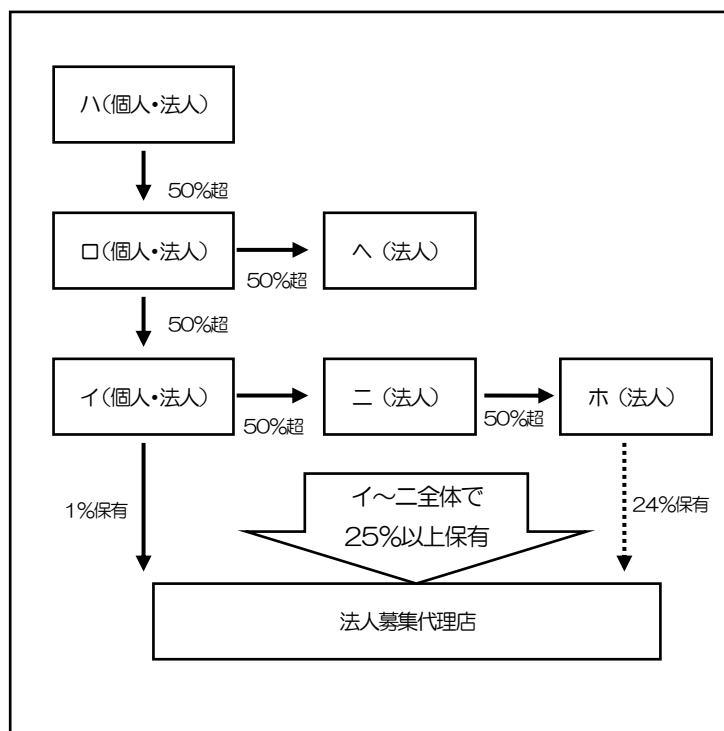 ハ(個人・法人)
50%超
ロ(個人・法人)
ヘ (法人)
50%超
50%超
イ(個人・法人)
ニ (法人)
ホ (法人)
50%超
50%超
1%保有
イ~ニ全体で
25%以上保有
24%保有
法人募集代理店